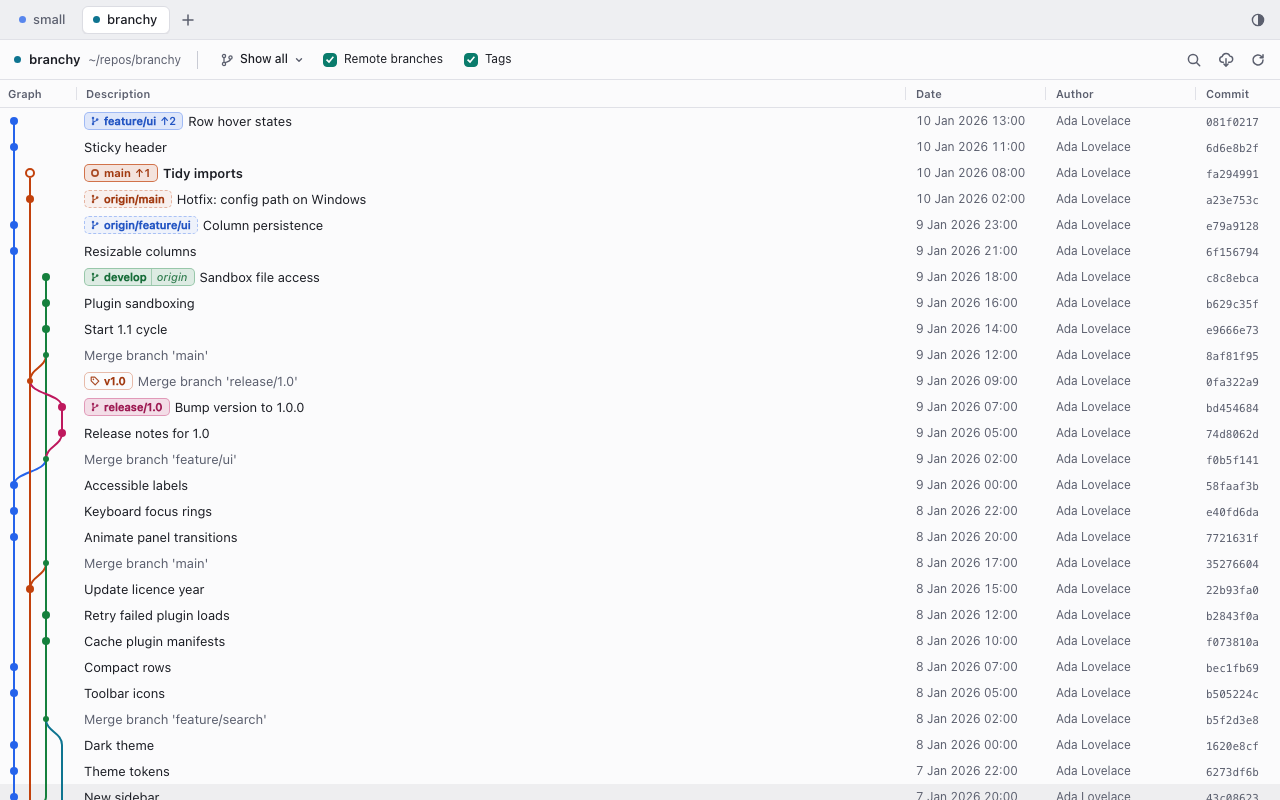 small branchy
branchy ~/repos/branchy Show all Remote branches Tags
Graph Description Date Author Commit
feature/ui ↑2 Row hover states 10 Jan 2026 13:00 Ada Lovelace 081f0217
Sticky header 10 Jan 2026 11:00 Ada Lovelace 6d6e8b2f
main ↑1 Tidy imports 10 Jan 2026 08:00 Ada Lovelace fa294991
origin/main Hotfix: config path on Windows 10 Jan 2026 02:00 Ada Lovelace a23e753c
origin/feature/ui Column persistence 9 Jan 2026 23:00 Ada Lovelace e79a9128
Resizable columns 9 Jan 2026 21:00 Ada Lovelace 6f156794
develop origin Sandbox file access 9 Jan 2026 18:00 Ada Lovelace c8c8ebca
Plugin sandboxing 9 Jan 2026 16:00 Ada Lovelace b629c35f
Start 1.1 cycle 9 Jan 2026 14:00 Ada Lovelace e9666e73
Merge branch 'main' 9 Jan 2026 12:00 Ada Lovelace 8af81f95
v1.0 Merge branch 'release/1.0' 9 Jan 2026 09:00 Ada Lovelace 0fa322a9
release/1.0 Bump version to 1.0.0 9 Jan 2026 07:00 Ada Lovelace bd454684
Release notes for 1.0 9 Jan 2026 05:00 Ada Lovelace 74d8062d
Merge branch 'feature/ui' 9 Jan 2026 02:00 Ada Lovelace f0b5f141
Accessible labels 9 Jan 2026 00:00 Ada Lovelace 58faaf3b
Keyboard focus rings 8 Jan 2026 22:00 Ada Lovelace e40fd6da
Animate panel transitions 8 Jan 2026 20:00 Ada Lovelace 7721631f
Merge branch 'main' 8 Jan 2026 17:00 Ada Lovelace 35276604
Update licence year 8 Jan 2026 15:00 Ada Lovelace 22b93fa0
Retry failed plugin loads 8 Jan 2026 12:00 Ada Lovelace b2843f0a
Cache plugin manifests 8 Jan 2026 10:00 Ada Lovelace f073810a
Compact rows 8 Jan 2026 07:00 Ada Lovelace bec1fb69
Toolbar icons 8 Jan 2026 05:00 Ada Lovelace b505224c
Merge branch 'feature/search' 8 Jan 2026 02:00 Ada Lovelace b5f2d3e8
Dark theme 8 Jan 2026 00:00 Ada Lovelace 1620e8cf
Theme tokens 7 Jan 2026 22:00 Ada Lovelace 6273df6b
New sidebar 7 Jan 2026 20:00 Ada Lovelace 43c08623